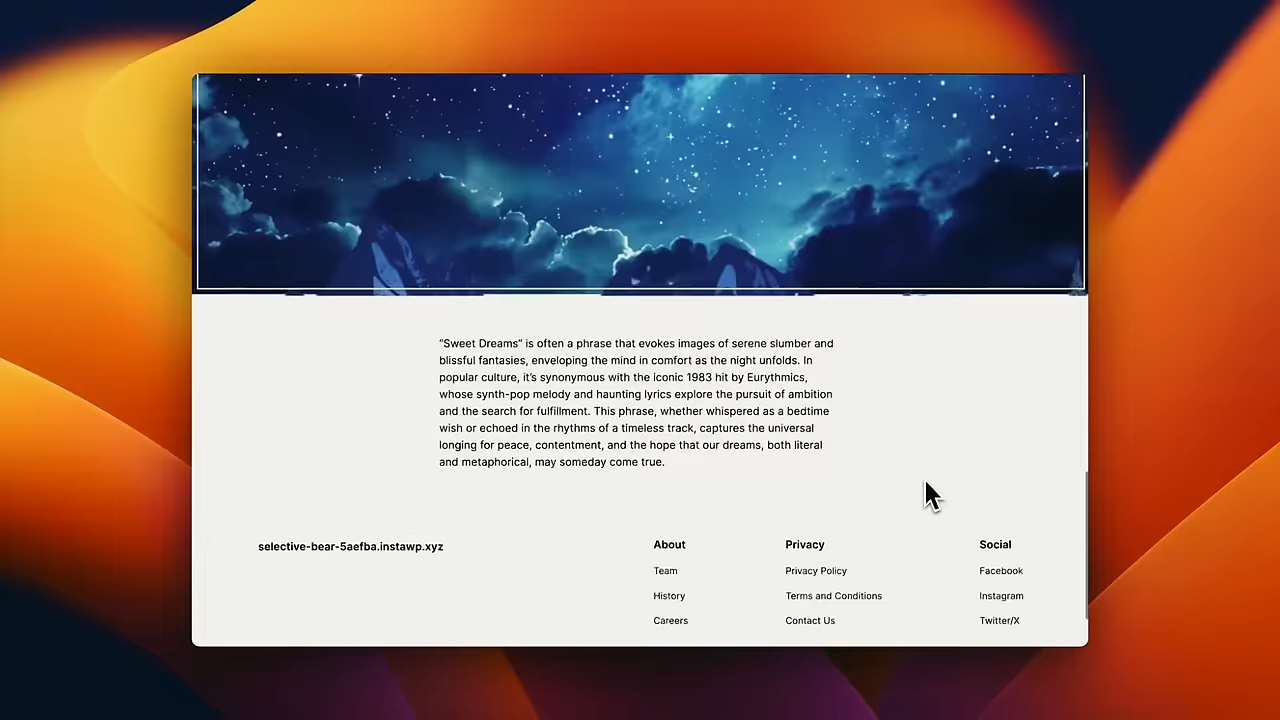 “Sweet Dreams” is often a phrase that evokes images of serene slumber and
blissful fantasies, enveloping the mind in comfort as the night unfolds. In
popular culture, it’s synonymous with the iconic 1983 hit by Eurythmics,
whose synth-pop melody and haunting lyrics explore the pursuit of ambition
and the search for fulfillment. This phrase, whether whispered as a bedtime
wish or echoed in the rhythms of a timeless track, captures the universal
longing for peace, contentment, and the hope that our dreams, both literal
and metaphorical, may someday come true.
selective-bear-5aefba.instawp.xyz
About
Team
History
Careers
Privacy
Privacy Policy
Terms and Conditions
Contact Us
Social
Facebook
Instagram
Twitter/X